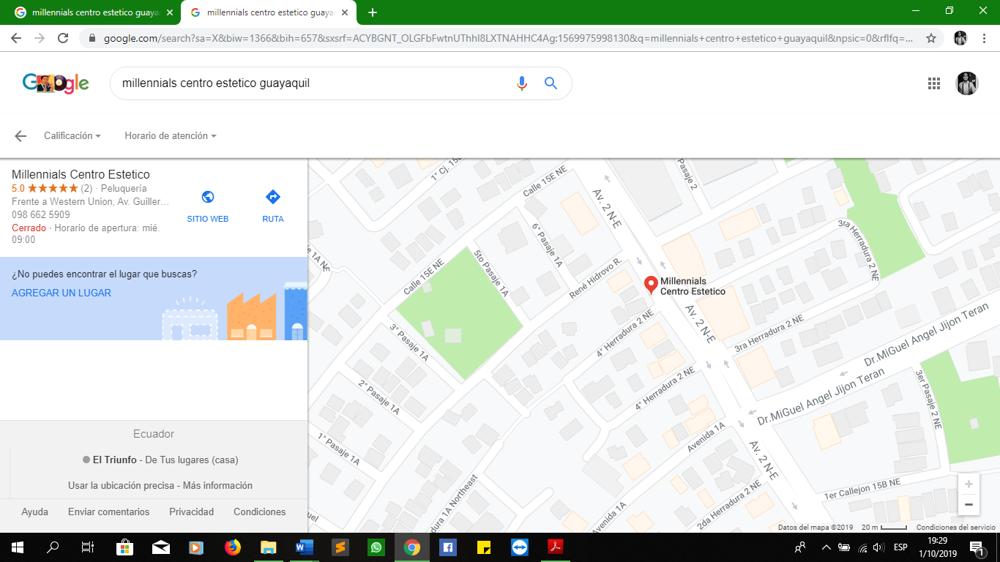 millennials centro estetico guaya
millennials centro estetico guaya
google.com/search?sa=X&biw=1366&bih=657&sxsrf=ACYBGNT_OLGFbFwtnUThhl8LXTNAHHC4Ag:1569975998130&q=millennials+centro+estetico+guayaquil&npsic=0&rflfq=...
Google
millennials centro estetico guayaquil
Calificación
Horario de atención
Millennials Centro Estetico
5.0 ★★★★★ (2) · Peluquería
Frente a Western Union, Av. Guiller...
098 662 5909
Cerrado · Horario de apertura: mié.
09:00
SITIO WEB
RUTA
¿No puedes encontrar el lugar que buscas?
AGREGAR UN LUGAR
Ecuador
El Triunfo - De Tus lugares (casa)
Usar la ubicación precisa - Más información
Ayuda
Enviar comentarios
Privacidad
Condiciones
1° Cj. 15
Calle 15E NE
Pasaje 2
Av. 2 N-E
6° Pasaje 1A
3ra Herradura 2 NE
Pasaje 1A NE
5to Pasaje 1A
Calle 15E NE
René Hidrovo R.
Millennials
Centro Estetico
Av. 2 N-E
4° Herradura 2 NE
3ra Herradura 2 NE
Dr.MiGuel Angel Jijon Teran
3° Pasaje 1A
2° Pasaje 1A
4° Herradura 2 NE
Dr.MiGuel Angel Jijon Teran
3er Pasaje 2 NE
1° Pasaje 1A
Avenida 1A
Av. 2 N-E
1er Callejon 15B NE
dura 1A Northeast
Avenida 1A
2da Herradura 2 NE
guel
Datos del mapa ©2019
20 m
Condiciones del servicio
ESP
19:29
1/10/2019
1